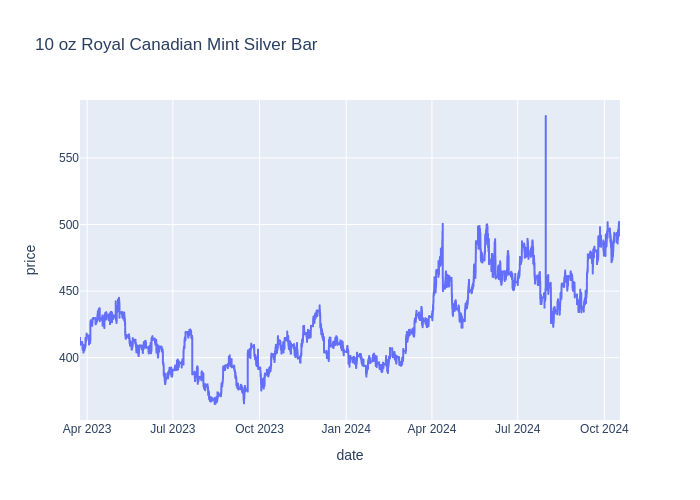 10 oz Royal Canadian Mint Silver Bar
550
500
450
400
price
Apr 2023
Jul 2023
Oct 2023
Jan 2024
Apr 2024
Jul 2024
Oct 2024
date